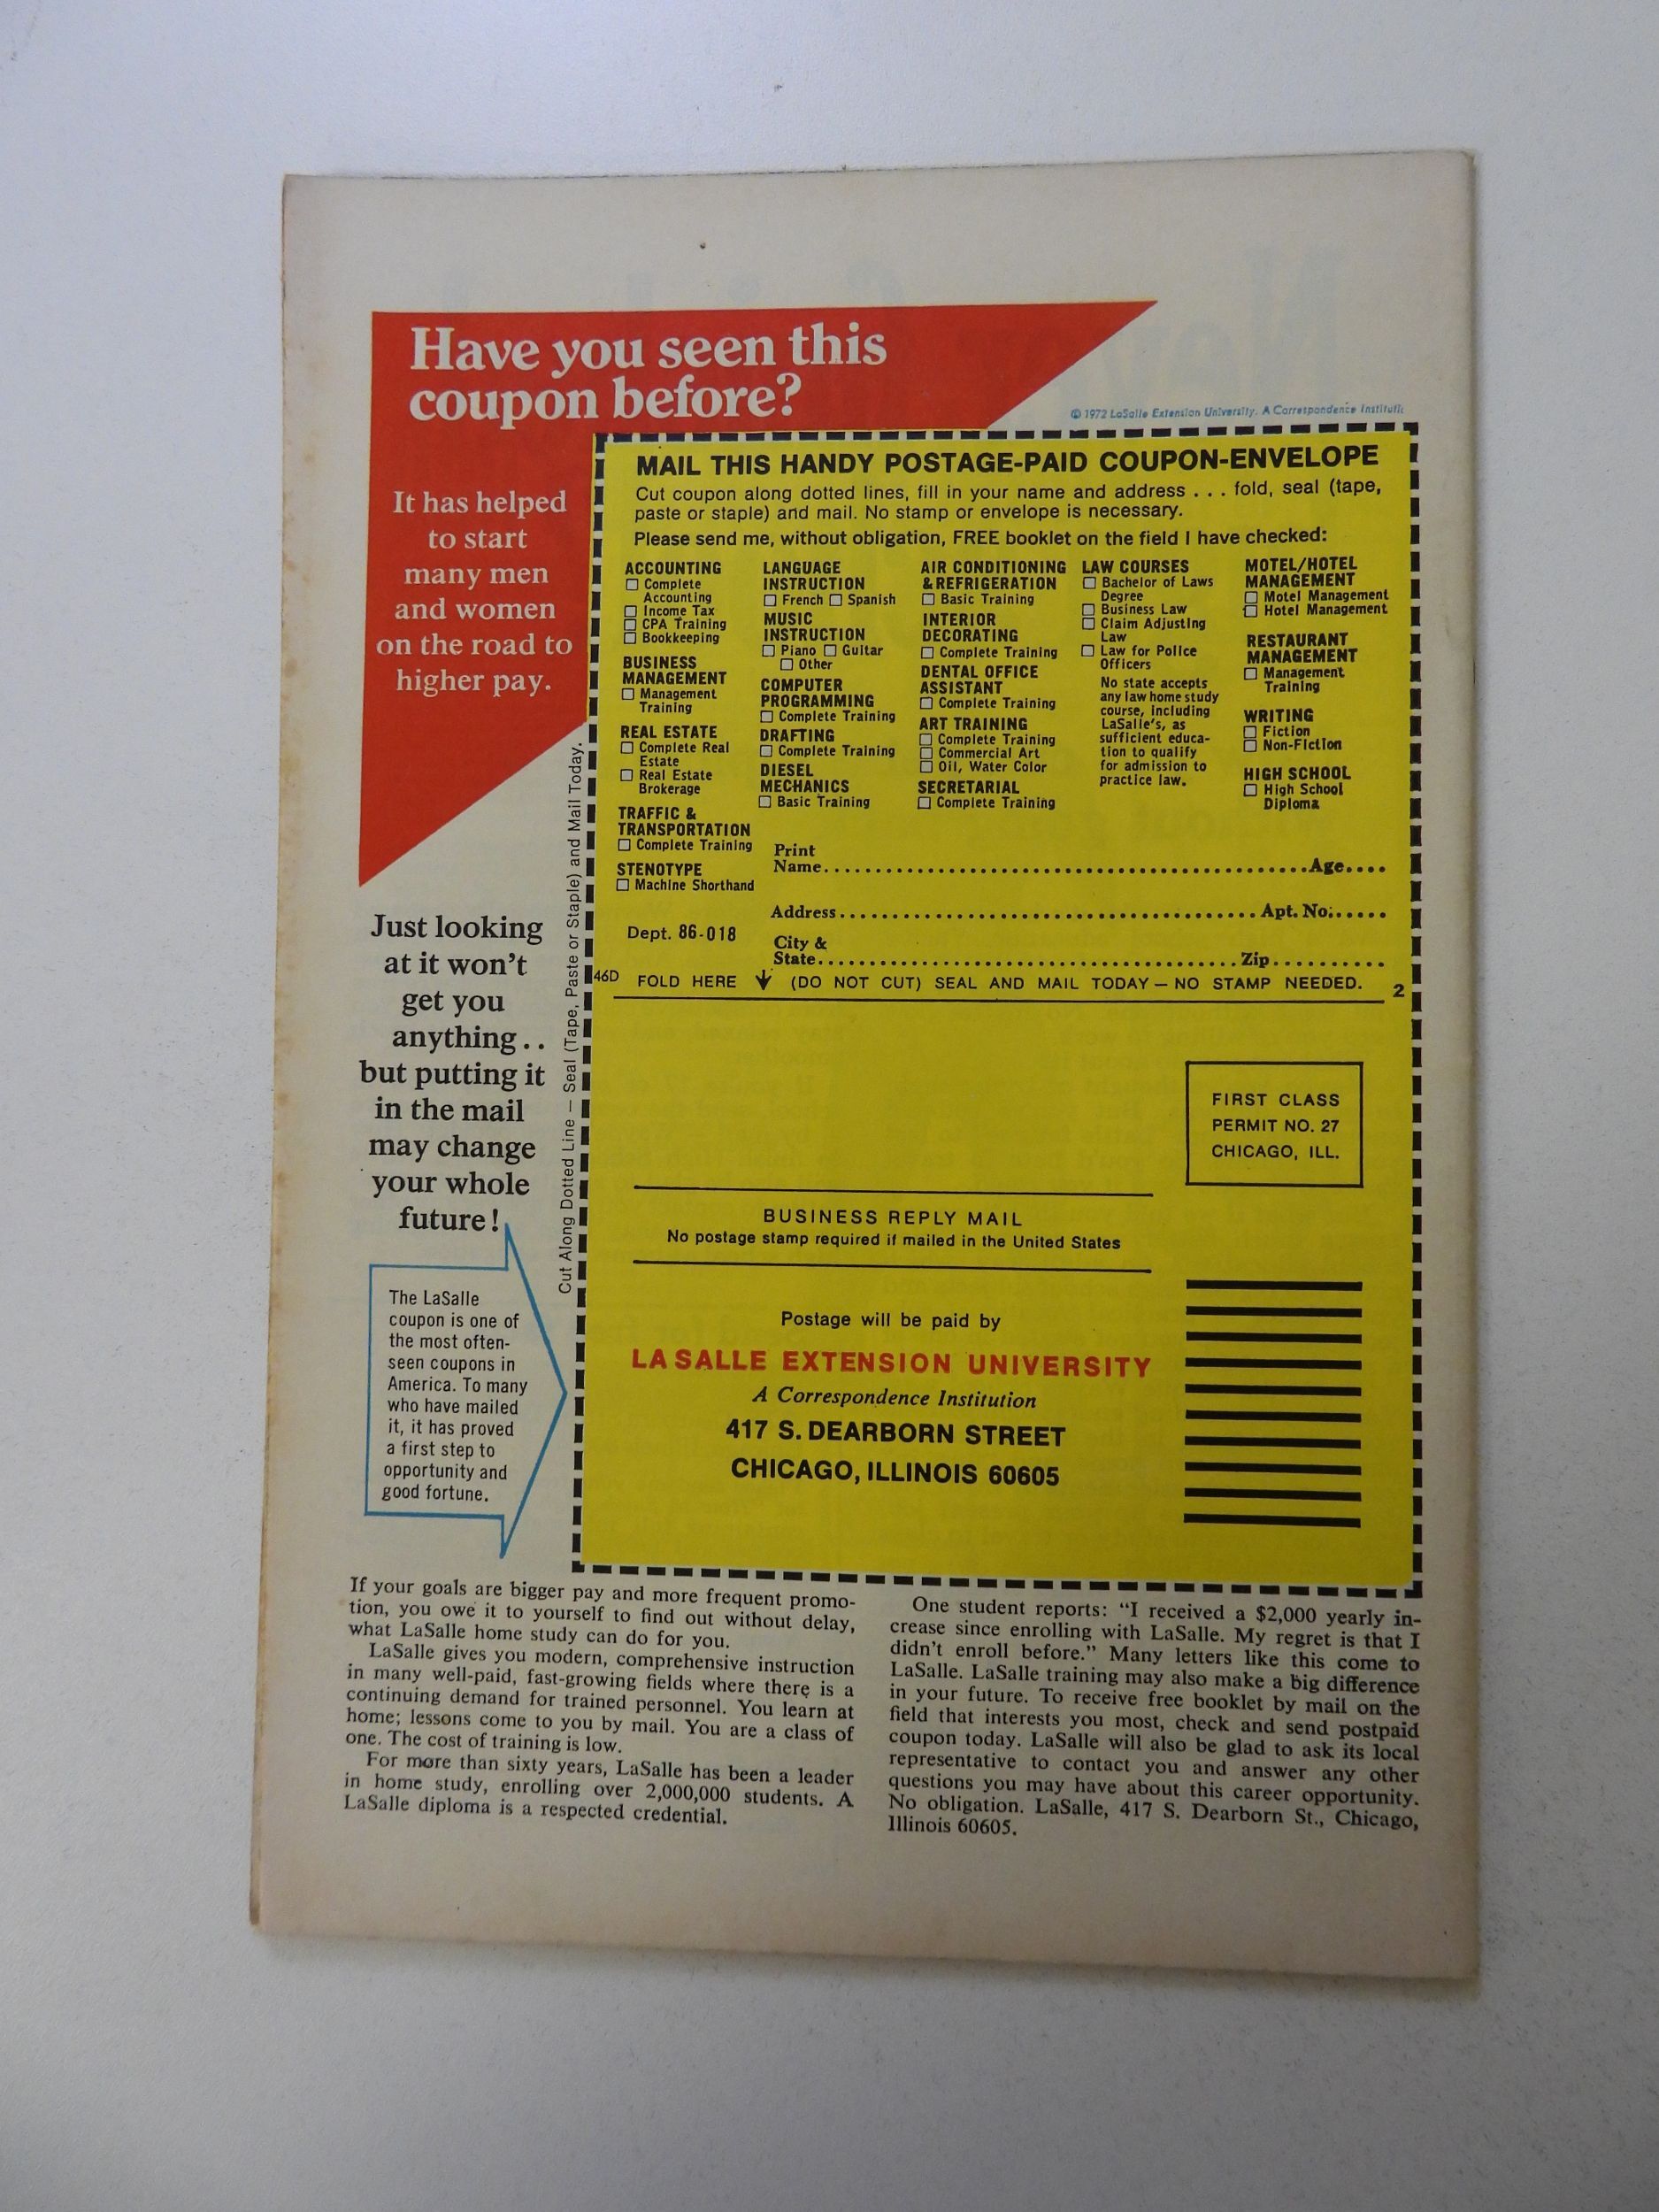 Have you seen this
coupon before?
© 1972 LaSalle Extension University. A Correspondence
It has helped
to start
many men
and women
on the road to
higher pay.
Just looking
at it won't
get you
anything..
but putting it
in the mail
may change
your whole
future!
The LaSalle
coupon is one of
the most often-
seen coupons in
America. To many
who have mailed
it, it has proved
a first step to
opportunity and
good fortune.
Cut Along Dotted Line — Seal (Tape, Paste or Staple) and Mail Today.
MAIL THIS HANDY POSTAGE-PAID COUPON-ENVELOPE
Cut coupon along dotted lines, fill in your name and address . . . fold, seal (tape,
paste or staple) and mail. No stamp or envelope is necessary.
Please send me, without obligation, FREE booklet on the field I have checked:
ACCOUNTING
☐ Complete
Accounting
☐ Income Tax
☐ CPA Training
☐ Bookkeeping
BUSINESS
MANAGEMENT
☐ Management
Training
REAL ESTATE
☐ Complete Real
Estate
☐ Real Estate
Brokerage
TRAFFIC &
TRANSPORTATION
☐ Complete Training
STENOTYPE
☐ Machine Shorthand
LANGUAGE
INSTRUCTION
☐ French ☐ Spanish
MUSIC
INSTRUCTION
☐ Piano ☐ Guitar
☐ Other
COMPUTER
PROGRAMMING
☐ Complete Training
DRAFTING
☐ Complete Training
DIESEL
MECHANICS
☐ Basic Training
AIR CONDITIONING
& REFRIGERATION
☐ Basic Training
INTERIOR
DECORATING
☐ Complete Training
DENTAL OFFICE
ASSISTANT
☐ Complete Training
ART TRAINING
☐ Complete Training
☐ Commercial Art
☐ Oil, Water Color
SECRETARIAL
☐ Complete Training
LAW COURSES
☐ Bachelor of Laws
Degree
☐ Business Law
☐ Claim Adjusting
Law
☐ Law for Police
Officers
No state accepts
any law home study
course, including
LaSalle's, as
sufficient educa-
tion to qualify
for admission to
practice law.
MOTEL/HOTEL
MANAGEMENT
☐ Motel Management
☐ Hotel Management
RESTAURANT
MANAGEMENT
☐ Management
Training
WRITING
☐ Fiction
☐ Non-Fiction
HIGH SCHOOL
☐ High School
Diploma
Print
Name..........Age....
Address..........Apt. No......
Dept. 86-018
City &
State..........Zip..........
46D FOLD HERE ↓ (DO NOT CUT) SEAL AND MAIL TODAY — NO STAMP NEEDED. 2
FIRST CLASS
PERMIT NO. 27
CHICAGO, ILL.
BUSINESS REPLY MAIL
No postage stamp required if mailed in the United States
Postage will be paid by
LA SALLE EXTENSION UNIVERSITY
A Correspondence Institution
417 S. DEARBORN STREET
CHICAGO, ILLINOIS 60605
If your goals are bigger pay and more frequent promo-
tion, you owe it to yourself to find out without delay,
what LaSalle home study can do for you.
LaSalle gives you modern, comprehensive instruction
in many well-paid, fast-growing fields where there is a
continuing demand for trained personnel. You learn at
home; lessons come to you by mail. You are a class of
one. The cost of training is low.
For more than sixty years, LaSalle has been a leader
in home study, enrolling over 2,000,000 students. A
LaSalle diploma is a respected credential.
One student reports: "I received a $2,000 yearly in-
crease since enrolling with LaSalle. My regret is that I
didn't enroll before." Many letters like this come to
LaSalle. LaSalle training may also make a big difference
in your future. To receive free booklet by mail on the
field that interests you most, check and send postpaid
coupon today. LaSalle will also be glad to ask its local
representative to contact you and answer any other
questions you may have about this career opportunity.
No obligation. LaSalle, 417 S. Dearborn St., Chicago,
Illinois 60605.